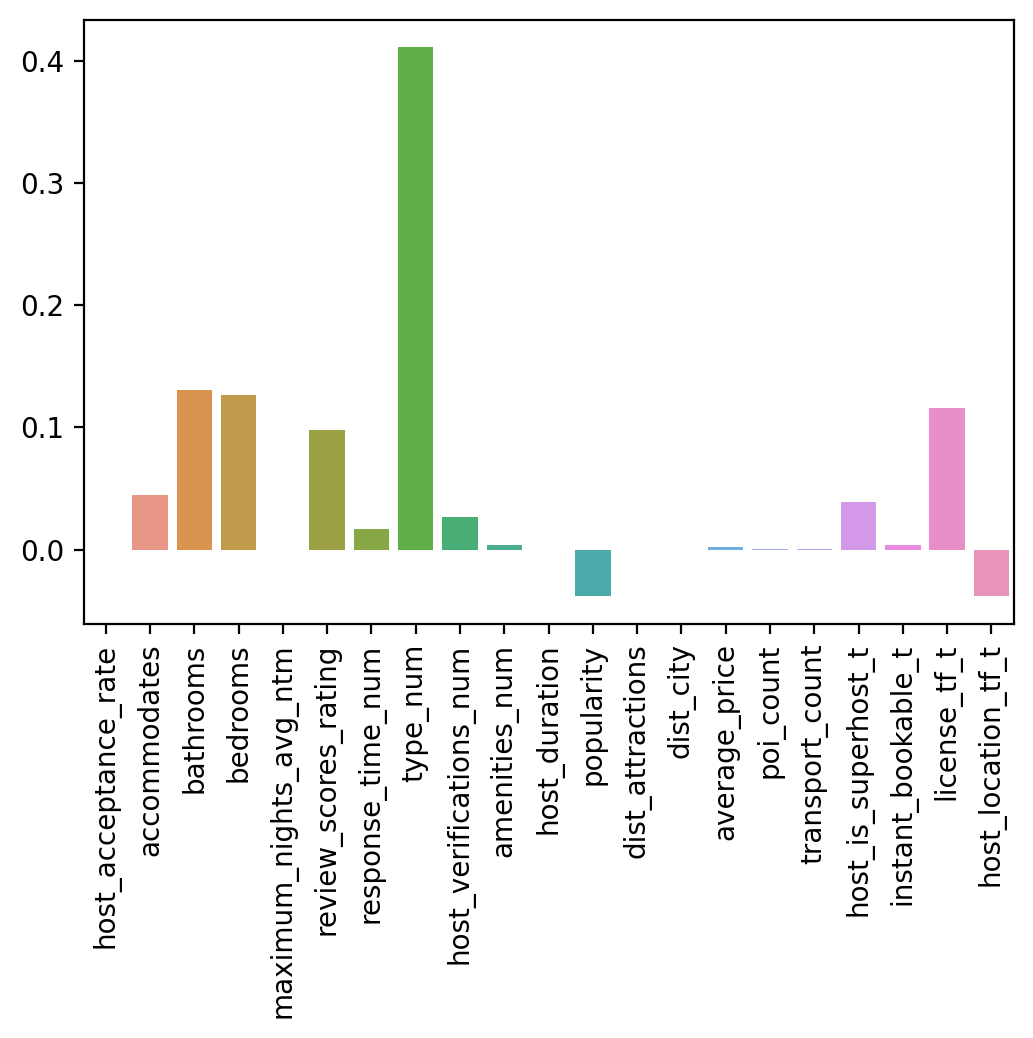 0.4
0.3
0.2
0.1
0.0
host_acceptance_rate
accommodates
bathrooms
bedrooms
maximum_nights_avg_ntm
review_scores_rating
response_time_num
type_num
host_verifications_num
amenities_num
host_duration
popularity
dist_attractions
dist_city
average_price
poi_count
transport_count
host_is_superhost_t
instant_bookable_t
license_tf_t
host_location_tf_t